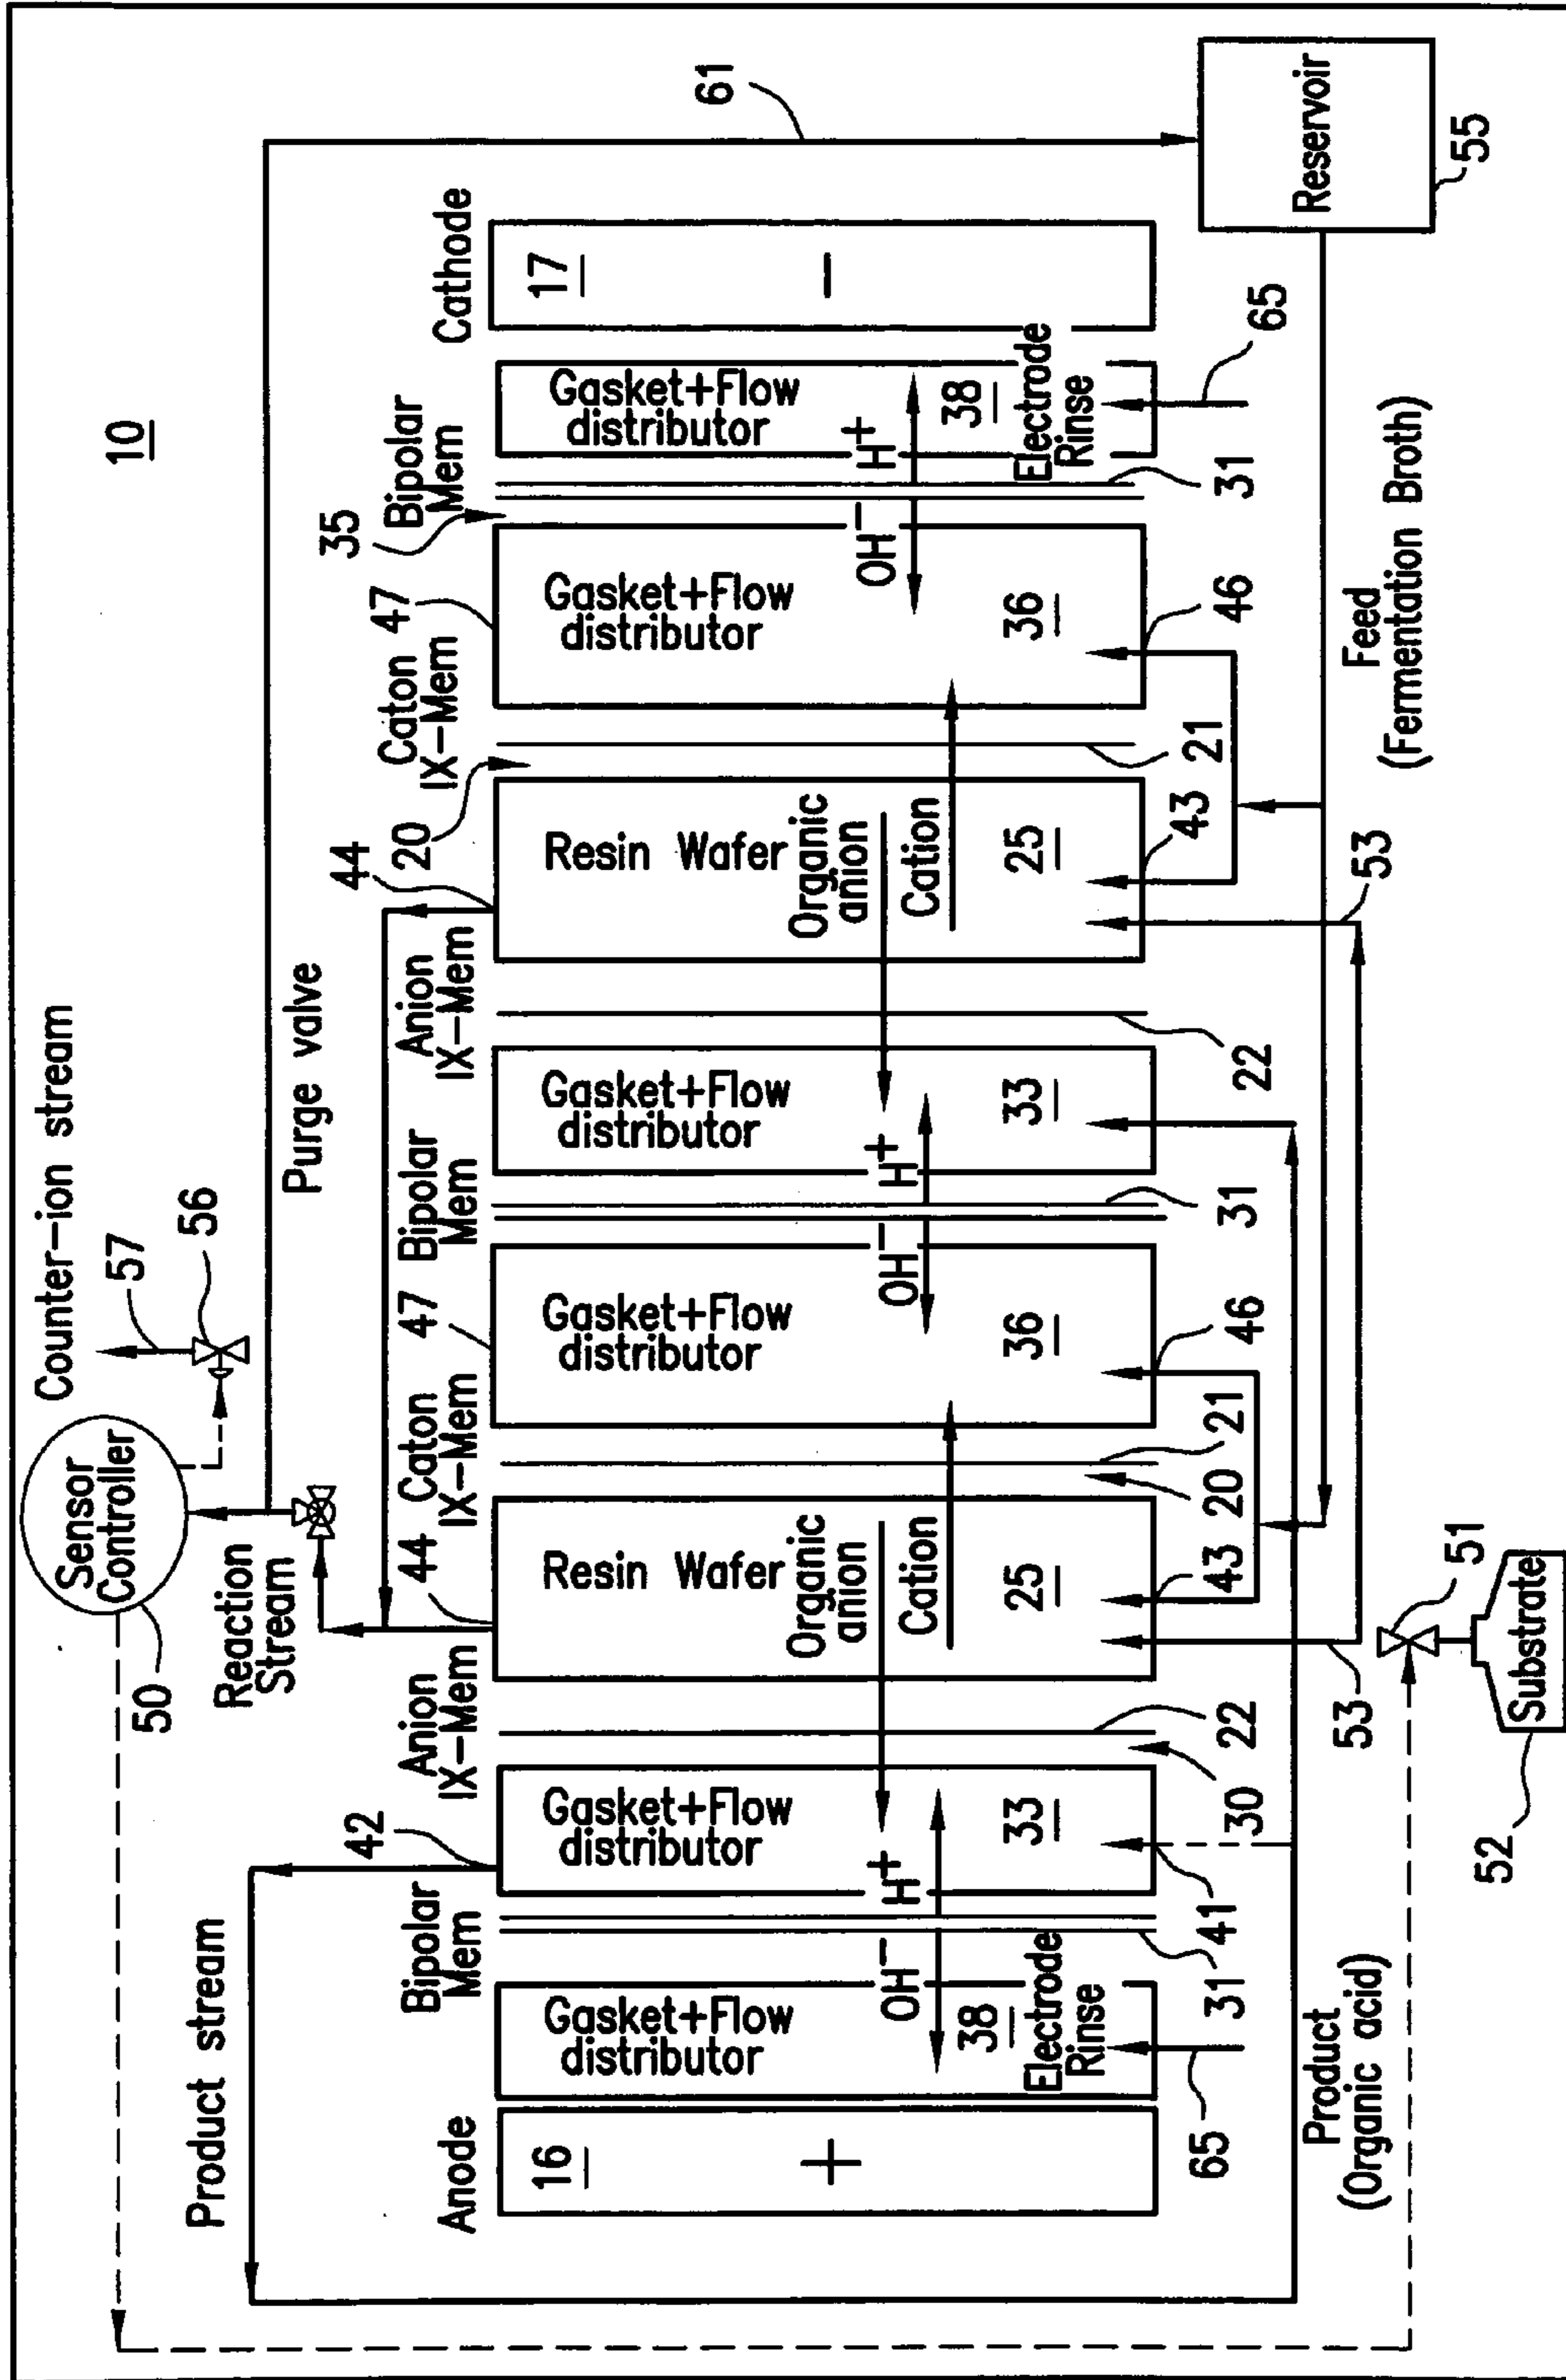 10
Counter-ion stream
57
56
Sensor
Controller
50
Purge valve
61
Reaction
Stream
Product stream
42
44
47
44
47
35
20
Anode
Bipolar
Mem
Anion
IX-Mem
Caton
IX-Mem
Bipolar
Mem
Anion
IX-Mem
Caton
IX-Mem
Bipolar
Mem
Cathode
16
+
Gasket+Flow
distributor
OH-
38
Electrode
Rinse
H+
Gasket+Flow
distributor
33
Resin Wafer
Organic
anion
Cation
25
Gasket+Flow
distributor
36
OH-
H+
Gasket+Flow
distributor
33
Resin Wafer
Organic
anion
Cation
25
Gasket+Flow
distributor
36
OH-
H+
Gasket+Flow
distributor
38
Electrode
Rinse
17
-
65
31
41
30
22
43
20
21
46
31
22
43
21
46
31
65
53
53
Product
(Organic acid)
51
Substrate
52
Feed
(Fermentation Broth)
Reservoir
55